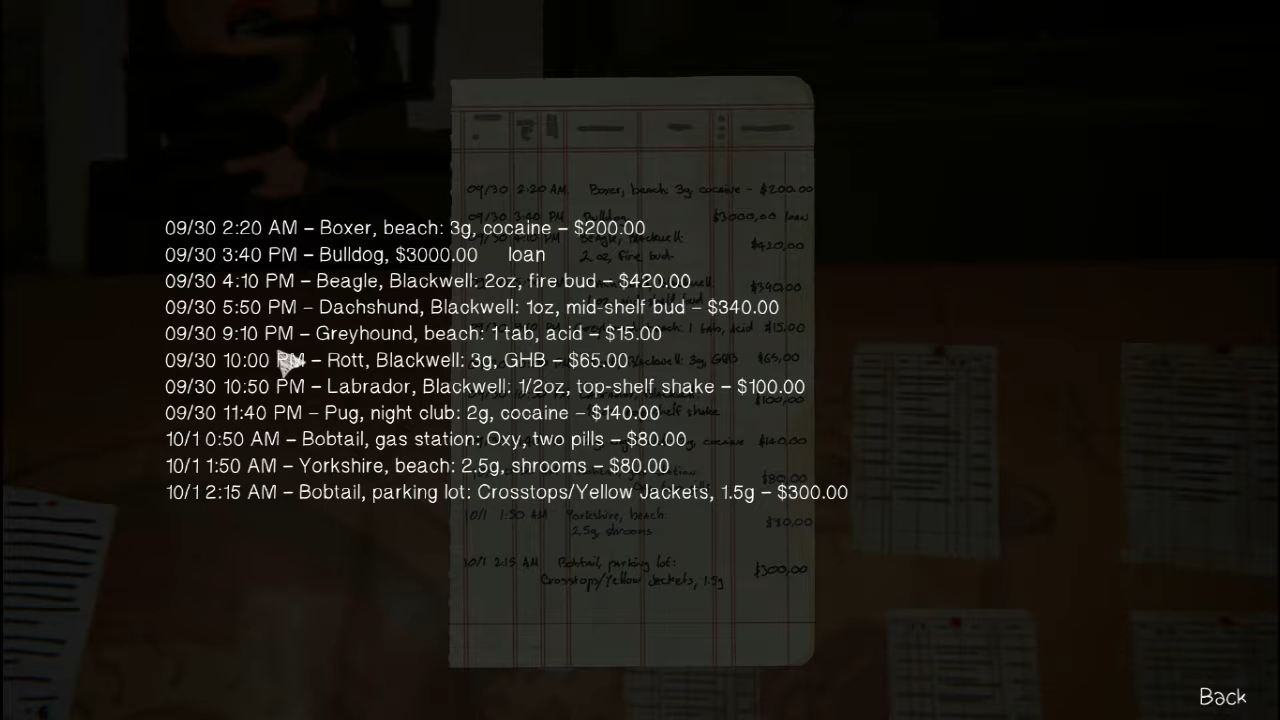 09/30 2:20 AM – Boxer, beach: 3g, cocaine – $200.00
09/30 3:40 PM – Bulldog, $3000.00 loan
09/30 4:10 PM – Beagle, Blackwell: 2oz, fire bud – $420.00
09/30 5:50 PM – Dachshund, Blackwell: 1oz, mid-shelf bud – $340.00
09/30 9:10 PM – Greyhound, beach: 1 tab, acid – $15.00
09/30 10:00 PM – Rott, Blackwell: 3g, GHB – $65.00
09/30 10:50 PM – Labrador, Blackwell: 1/2oz, top-shelf shake – $100.00
09/30 11:40 PM – Pug, night club: 2g, cocaine – $140.00
10/1 0:50 AM – Bobtail, gas station: Oxy, two pills – $80.00
10/1 1:50 AM – Yorkshire, beach: 2.5g, shrooms – $80.00
10/1 2:15 AM – Bobtail, parking lot: Crosstops/Yellow Jackets, 1.5g – $300.00
Back